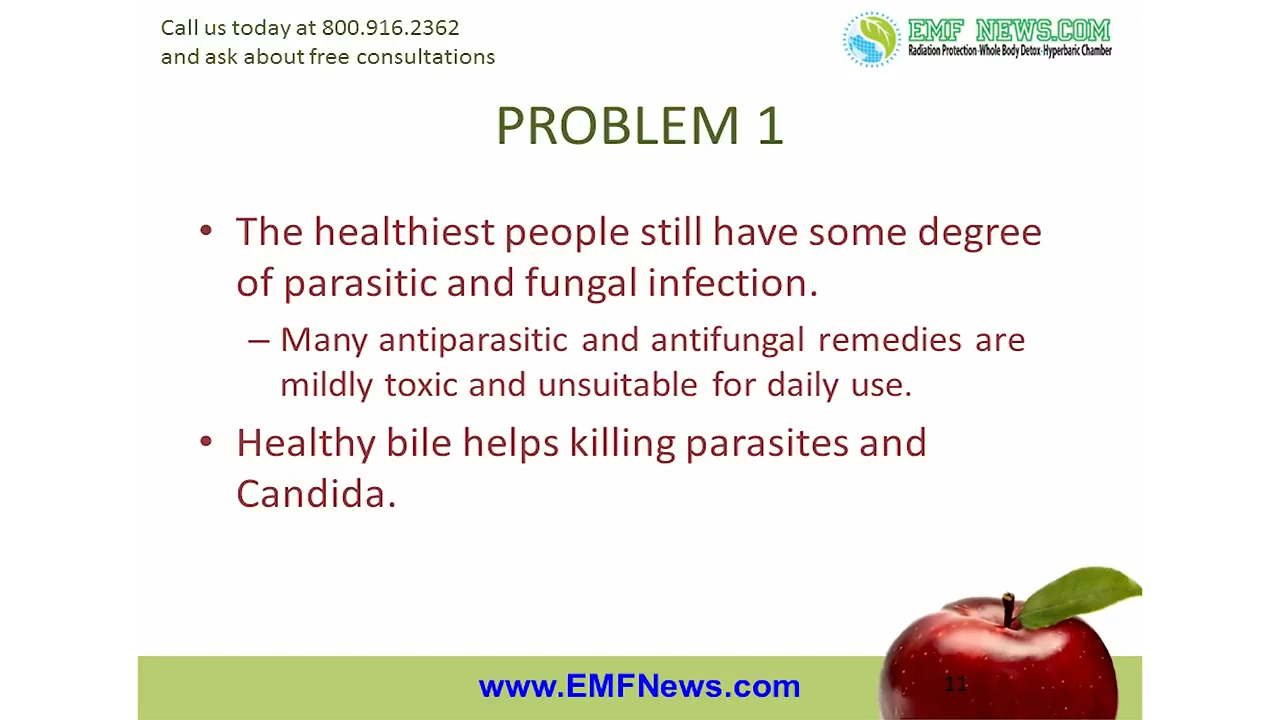 Call us today at 800.916.2362
and ask about free consultations
EMF NEWS.COM
Radiation Protection-Whole Body Detox-Hyperbaric Chamber
PROBLEM 1
• The healthiest people still have some degree
of parasitic and fungal infection.
– Many antiparasitic and antifungal remedies are
mildly toxic and unsuitable for daily use.
• Healthy bile helps killing parasites and
Candida.
www.EMFNews.com
11